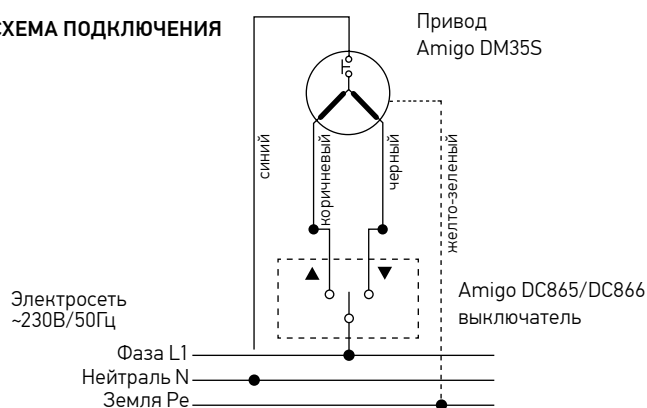 СХЕМА ПОДКЛЮЧЕНИЯ
Привод
Amigo DM35S
синий
коричневый
черный
желто-зеленый
Электросеть
~230В/50Гц
Amigo DC865/DC866
выключатель
Фаза L1
Нейтраль N
Земля Pe